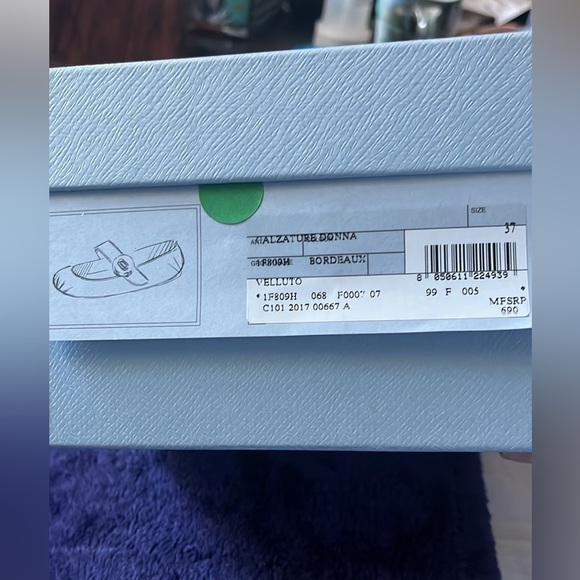 SIZE
37
CALZATURE DONNA
1F809H BORDEAUX
VELLUTO
8 050611 224939
* 1F809H 068 F0007 07 99 F 005 *
C101 2017 00667 A
MFSRP
690